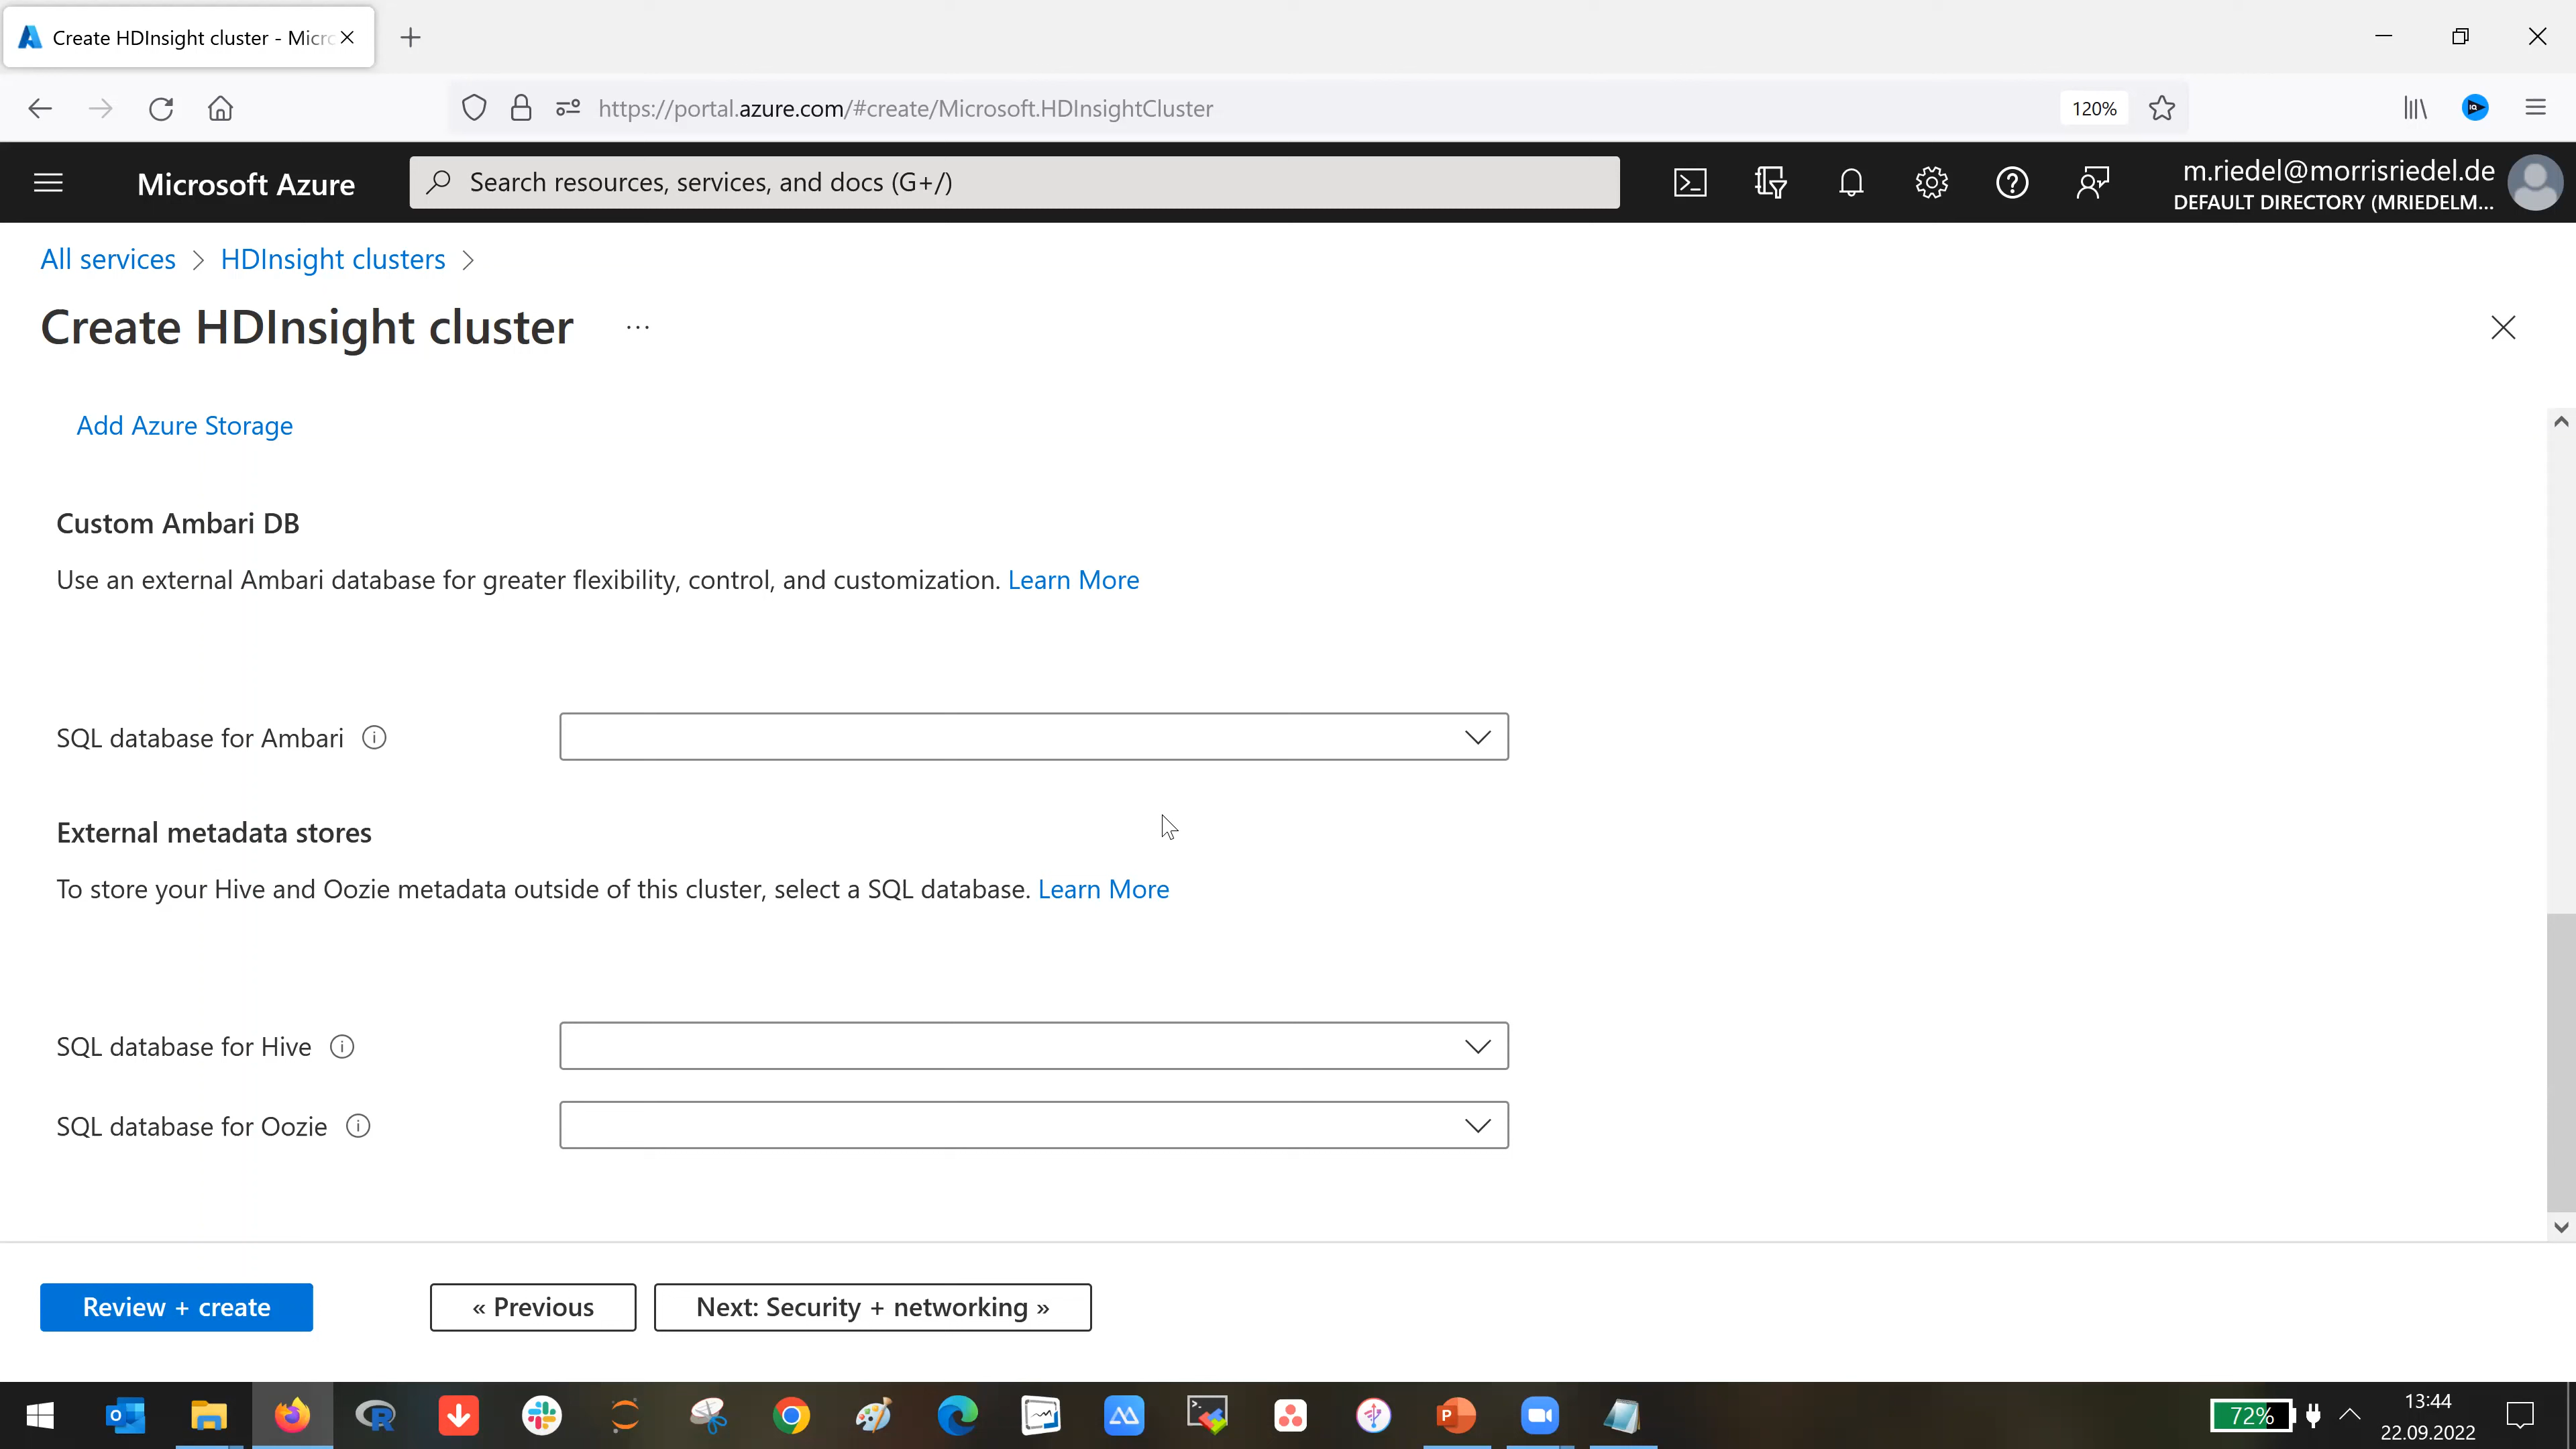 Create HDInsight cluster - Micro
https://portal.azure.com/#create/Microsoft.HDInsightCluster
120%
Microsoft Azure
Search resources, services, and docs (G+/)
m.riedel@morrisriedel.de
DEFAULT DIRECTORY (MRIEDELM...
All services > HDInsight clusters >
Create HDInsight cluster ...
Add Azure Storage
Custom Ambari DB
Use an external Ambari database for greater flexibility, control, and customization. Learn More
SQL database for Ambari
External metadata stores
To store your Hive and Oozie metadata outside of this cluster, select a SQL database. Learn More
SQL database for Hive
SQL database for Oozie
Review + create
« Previous
Next: Security + networking »
72%
13:44
22.09.2022